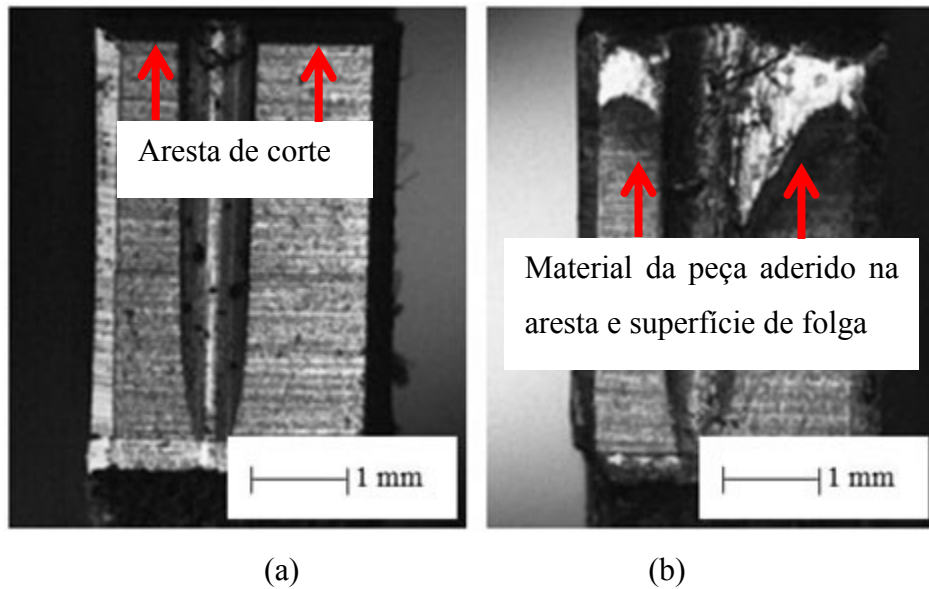 Aresta de corte
Material da peça aderido na
aresta e superfície de folga
1 mm
1 mm
(a)
(b)